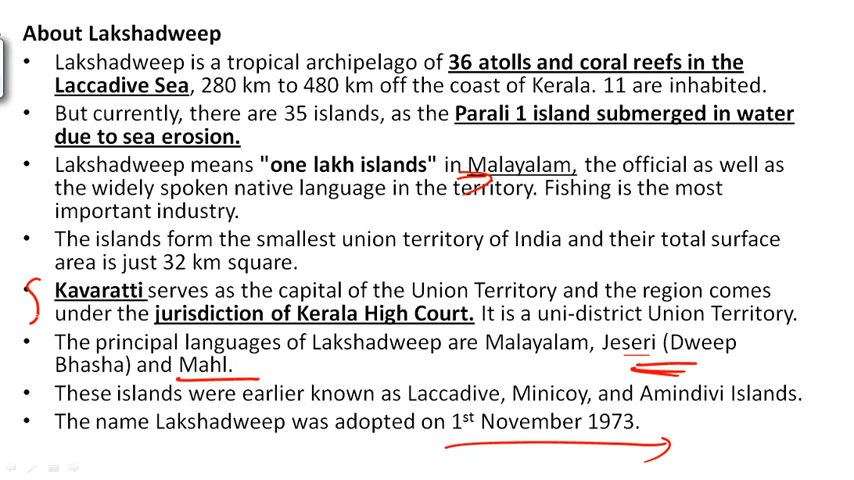 About Lakshadweep
• Lakshadweep is a tropical archipelago of 36 atolls and coral reefs in the
Laccadive Sea, 280 km to 480 km off the coast of Kerala. 11 are inhabited.
• But currently, there are 35 islands, as the Parali 1 island submerged in water
due to sea erosion.
• Lakshadweep means "one lakh islands" in Malayalam, the official as well as
the widely spoken native language in the territory. Fishing is the most
important industry.
• The islands form the smallest union territory of India and their total surface
area is just 32 km square.
• Kavaratti serves as the capital of the Union Territory and the region comes
under the jurisdiction of Kerala High Court. It is a uni-district Union Territory.
• The principal languages of Lakshadweep are Malayalam, Jeseri (Dweep
Bhasha) and Mahl.
• These islands were earlier known as Laccadive, Minicoy, and Amindivi Islands.
• The name Lakshadweep was adopted on 1st November 1973.